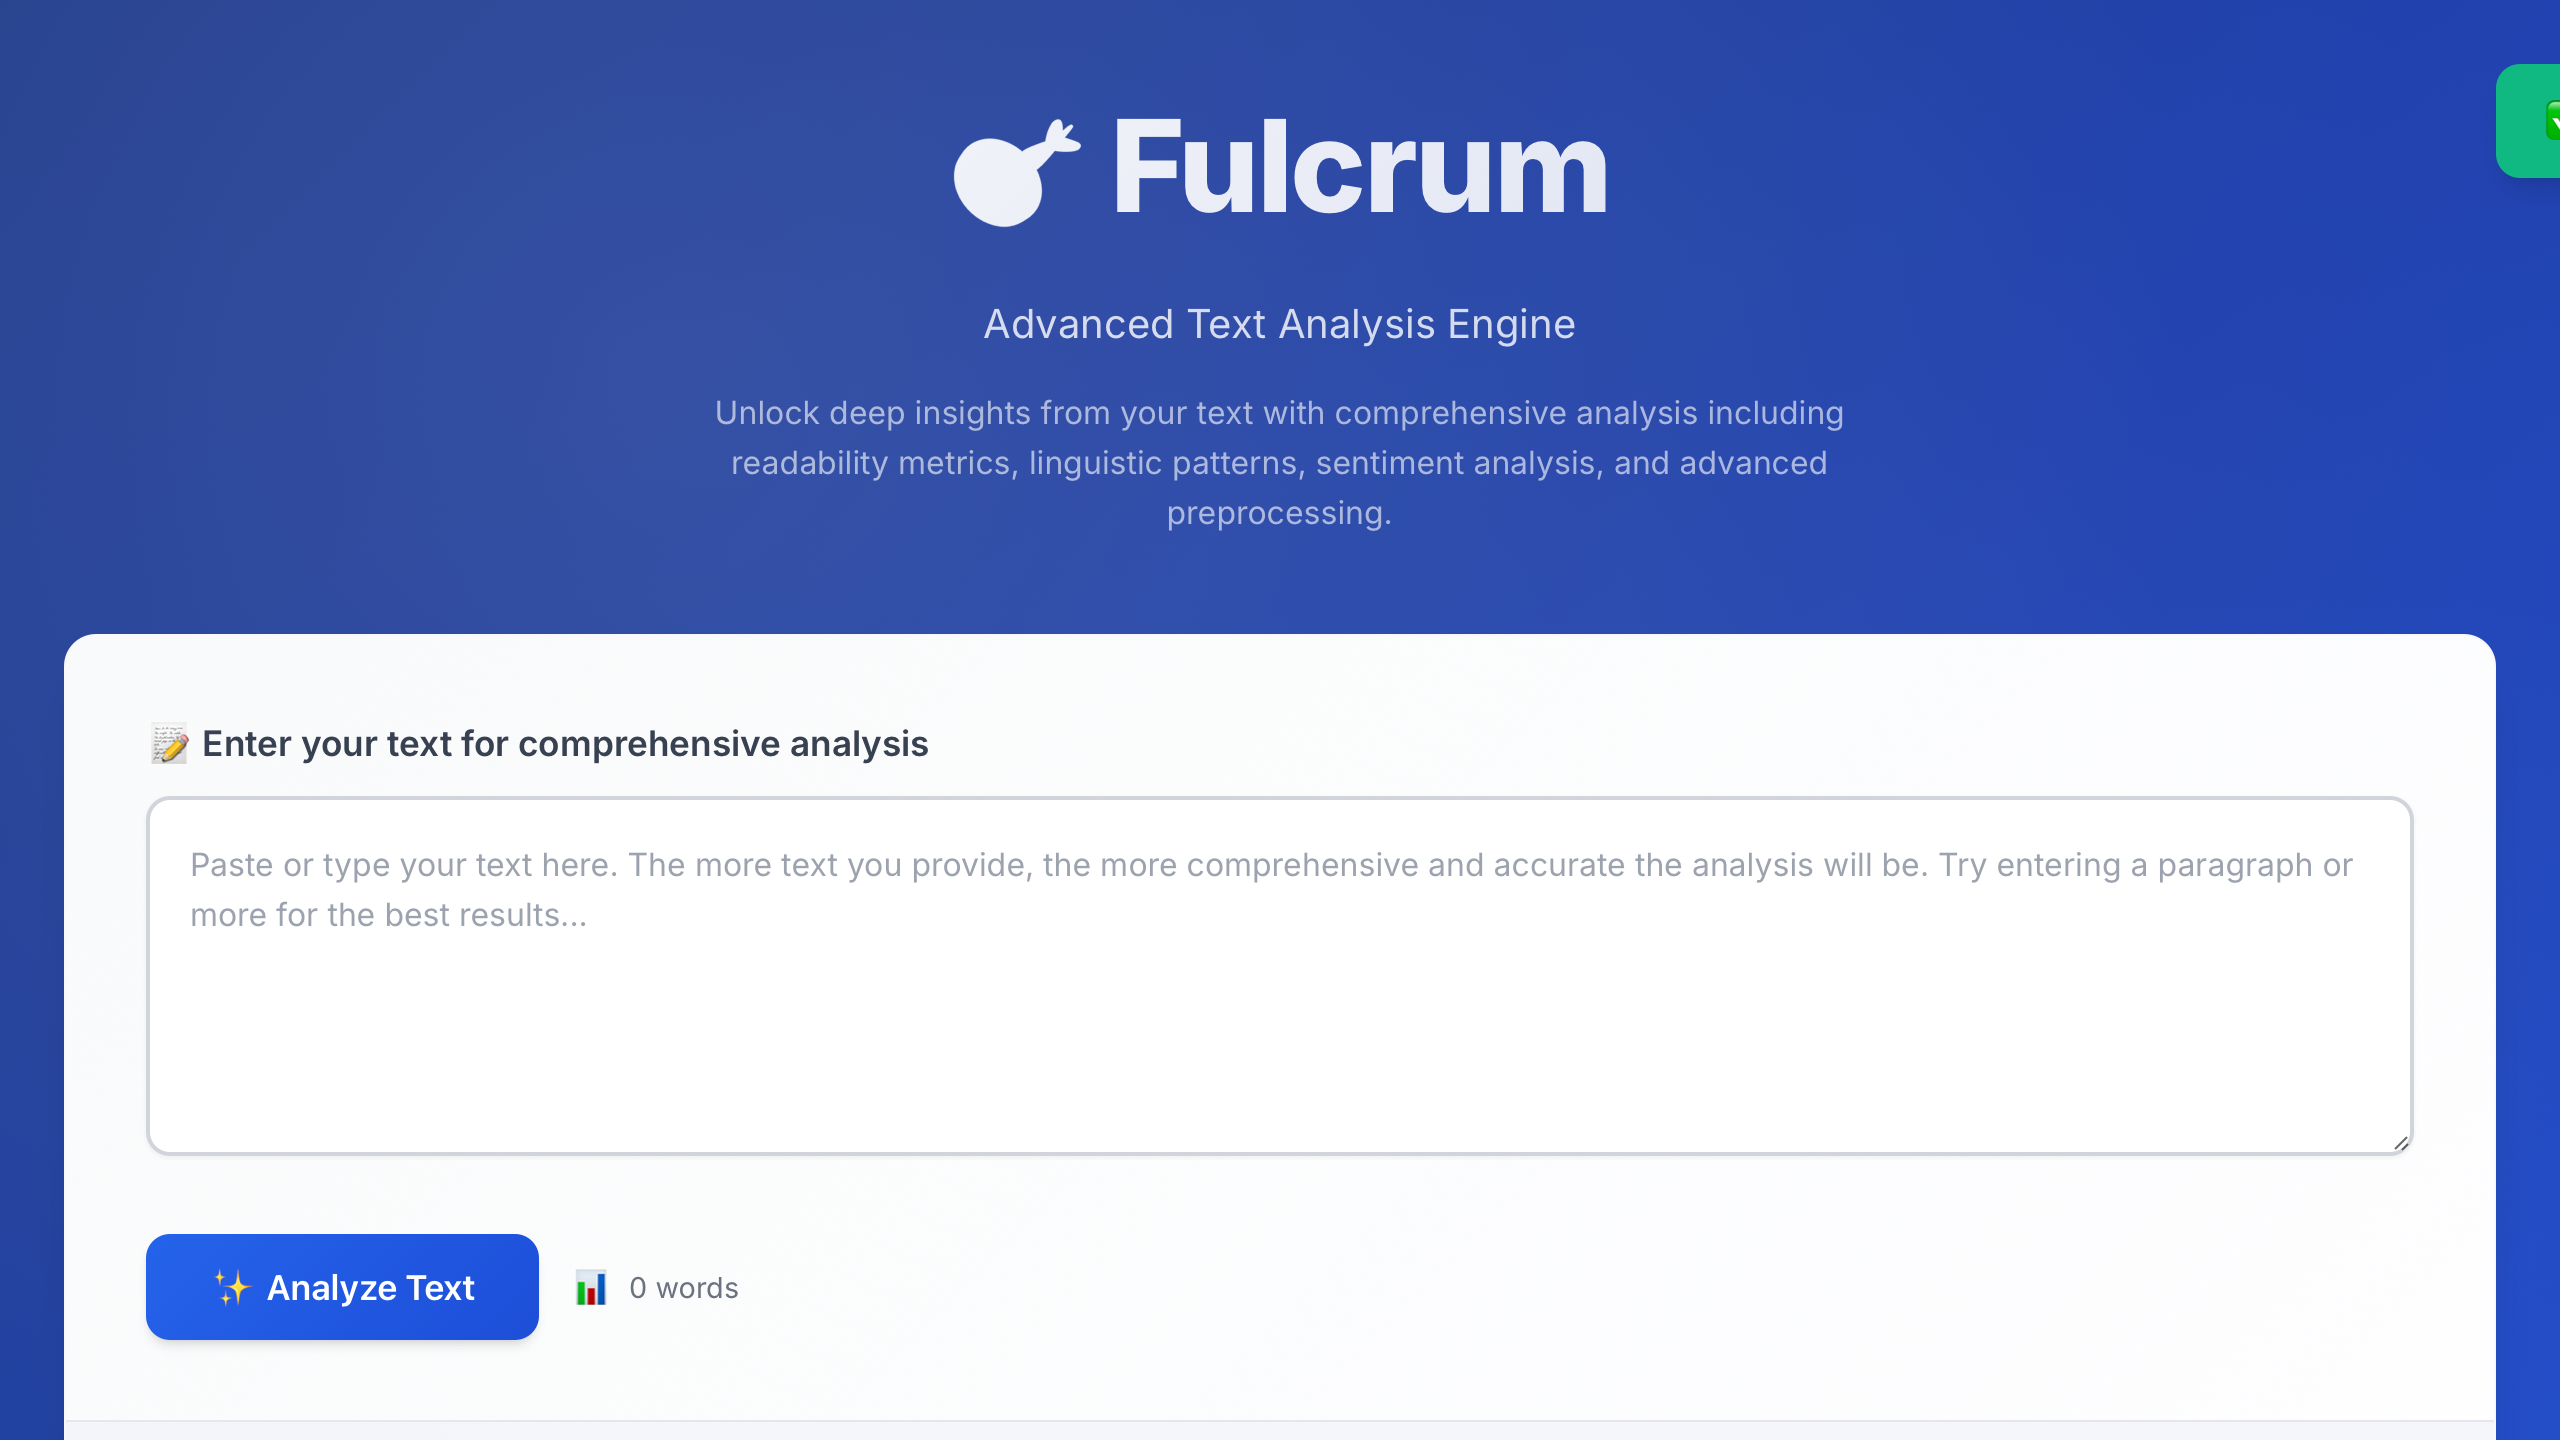 Fulcrum
Advanced Text Analysis Engine
Unlock deep insights from your text with comprehensive analysis including
readability metrics, linguistic patterns, sentiment analysis, and advanced
preprocessing.
📝 Enter your text for comprehensive analysis
Paste or type your text here. The more text you provide, the more comprehensive and accurate the analysis will be. Try entering a paragraph or
more for the best results...
✨ Analyze Text
📊 0 words